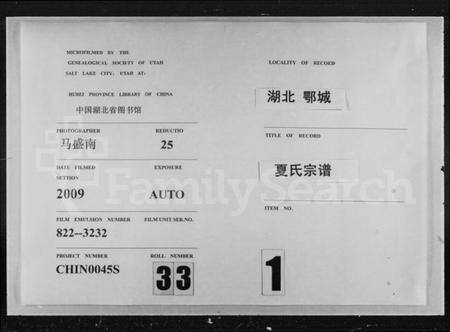 MICROFILMED BY THE
GENEALOGICAL SOCIETY OF UTAH
SALT LAKE CITY, UTAH AT:
HUBEI PROVINCE LIBRARY OF CHINA
中国湖北省图书馆
PHOTOGRAPHER REDUCTIO
马盛南 25
DATE FILMED EXPOSURE
SETTION
2009 AUTO
FILM EMULSION NUMBER FILM UNIT SER.NO.
822--3232
PROJECT NUMBER ROLL NUMBER
CHIN0045S 33
LOCALITY OF RECORD
湖北 鄂城
TITLE OF RECORD
夏氏宗谱
ITEM NO.
1
FamilySearch